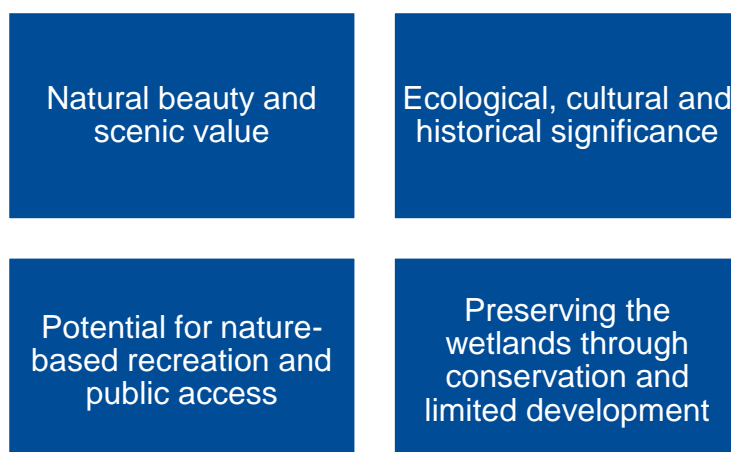 Natural beauty and
scenic value
Ecological, cultural and
historical significance
Potential for nature-
based recreation and
public access
Preserving the
wetlands through
conservation and
limited development